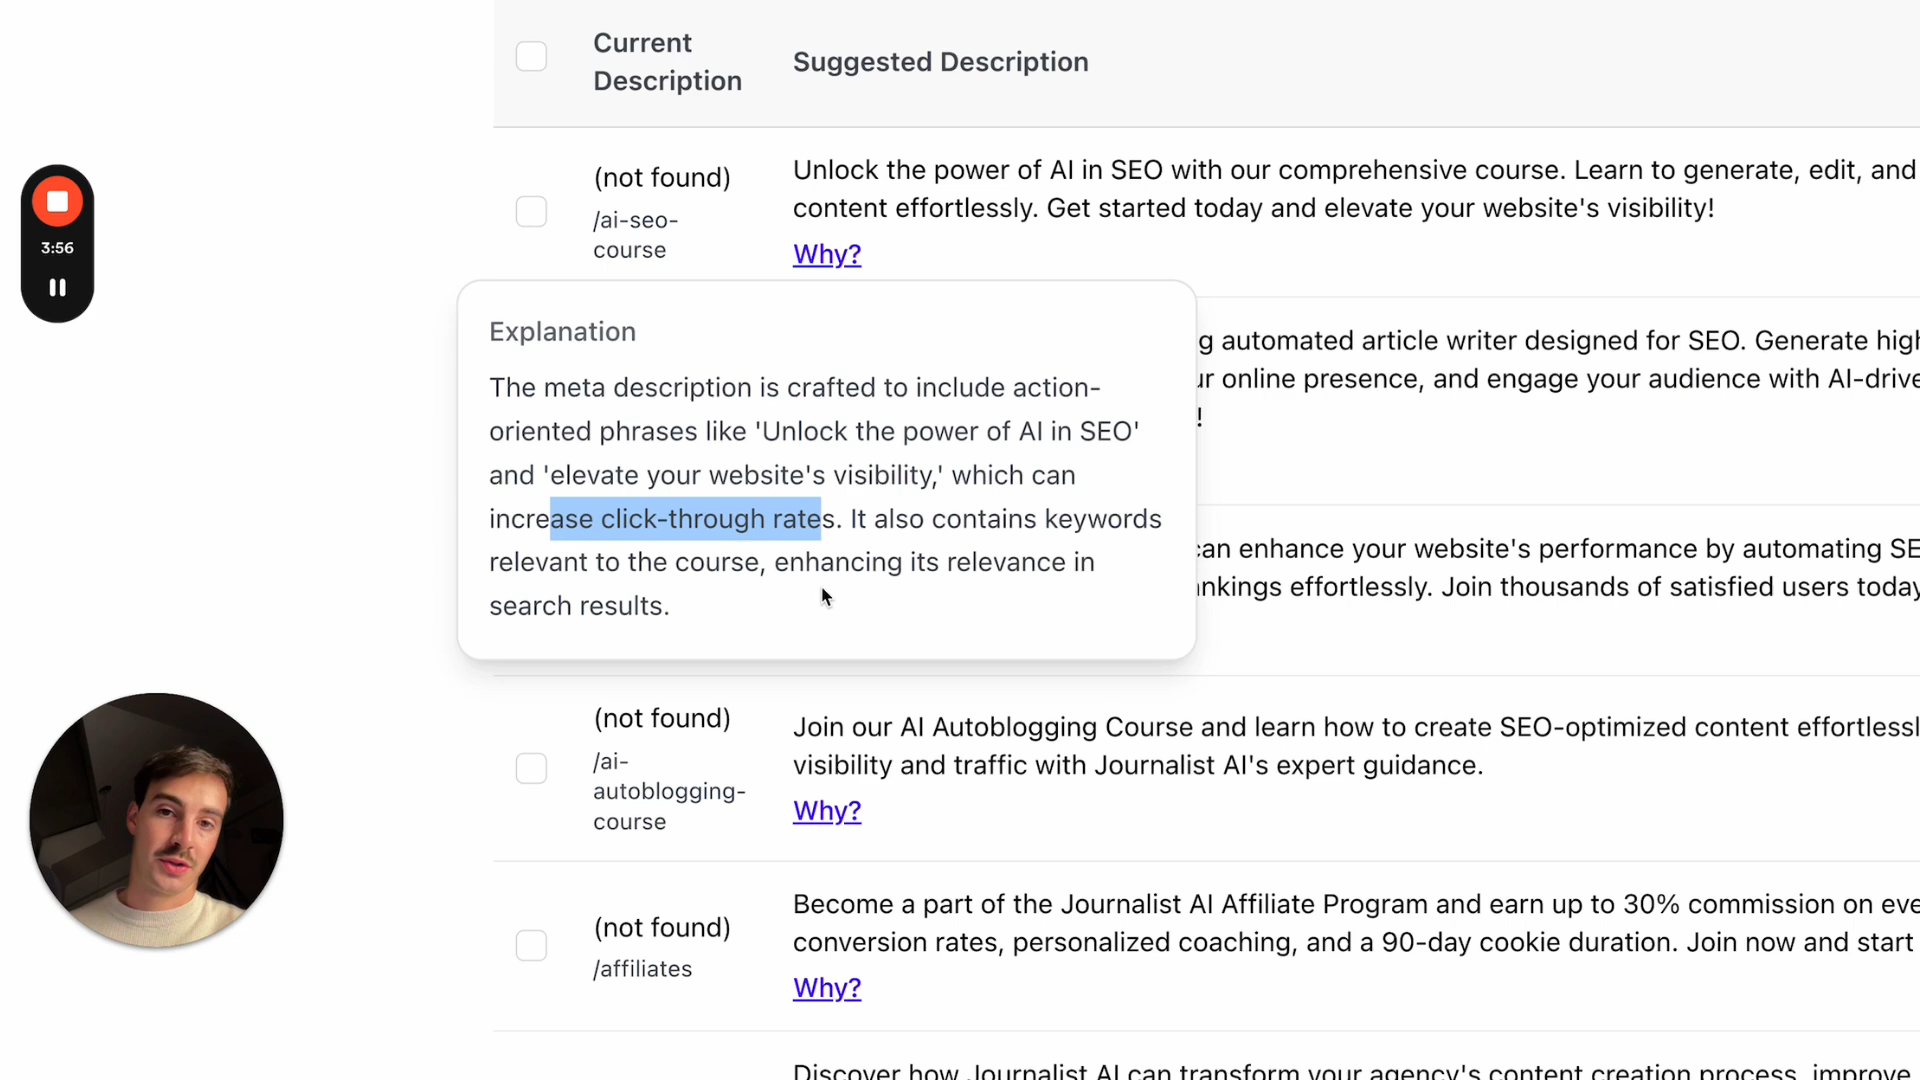 Current
Description
Suggested Description
(not found)
/ai-seo-
course
Unlock the power of AI in SEO with our comprehensive course. Learn to generate, edit, and
content effortlessly. Get started today and elevate your website's visibility!
Why?
3:56
Explanation
The meta description is crafted to include action-
oriented phrases like 'Unlock the power of AI in SEO'
and 'elevate your website's visibility,' which can
increase click-through rates. It also contains keywords
relevant to the course, enhancing its relevance in
search results.
g automated article writer designed for SEO. Generate high
ur online presence, and engage your audience with AI-drive
!
can enhance your website's performance by automating SE
nkings effortlessly. Join thousands of satisfied users today
(not found)
/ai-
autoblogging-
course
Join our AI Autoblogging Course and learn how to create SEO-optimized content effortlessl
visibility and traffic with Journalist AI's expert guidance.
Why?
(not found)
/affiliates
Become a part of the Journalist AI Affiliate Program and earn up to 30% commission on eve
conversion rates, personalized coaching, and a 90-day cookie duration. Join now and start
Why?
Discover how Journalist AI can transform your agency's content creation process, improve